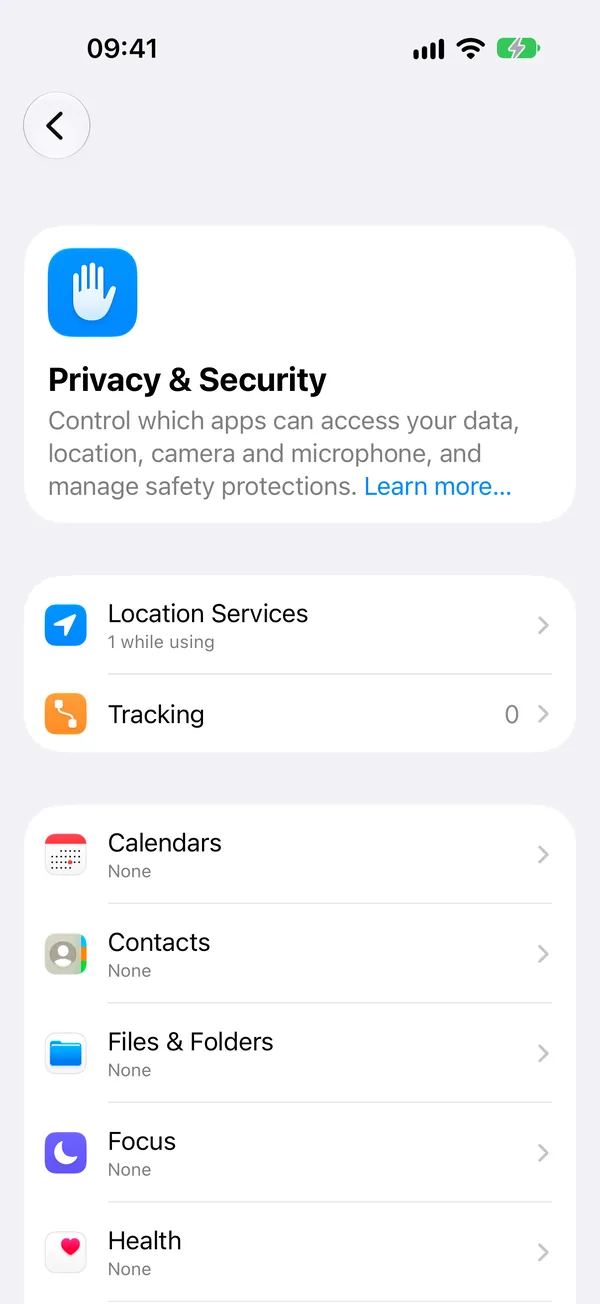 09:41
Privacy & Security
Control which apps can access your data,
location, camera and microphone, and
manage safety protections. Learn more...
Location Services
1 while using
Tracking
0
Calendars
None
Contacts
None
Files & Folders
None
Focus
None
Health
None